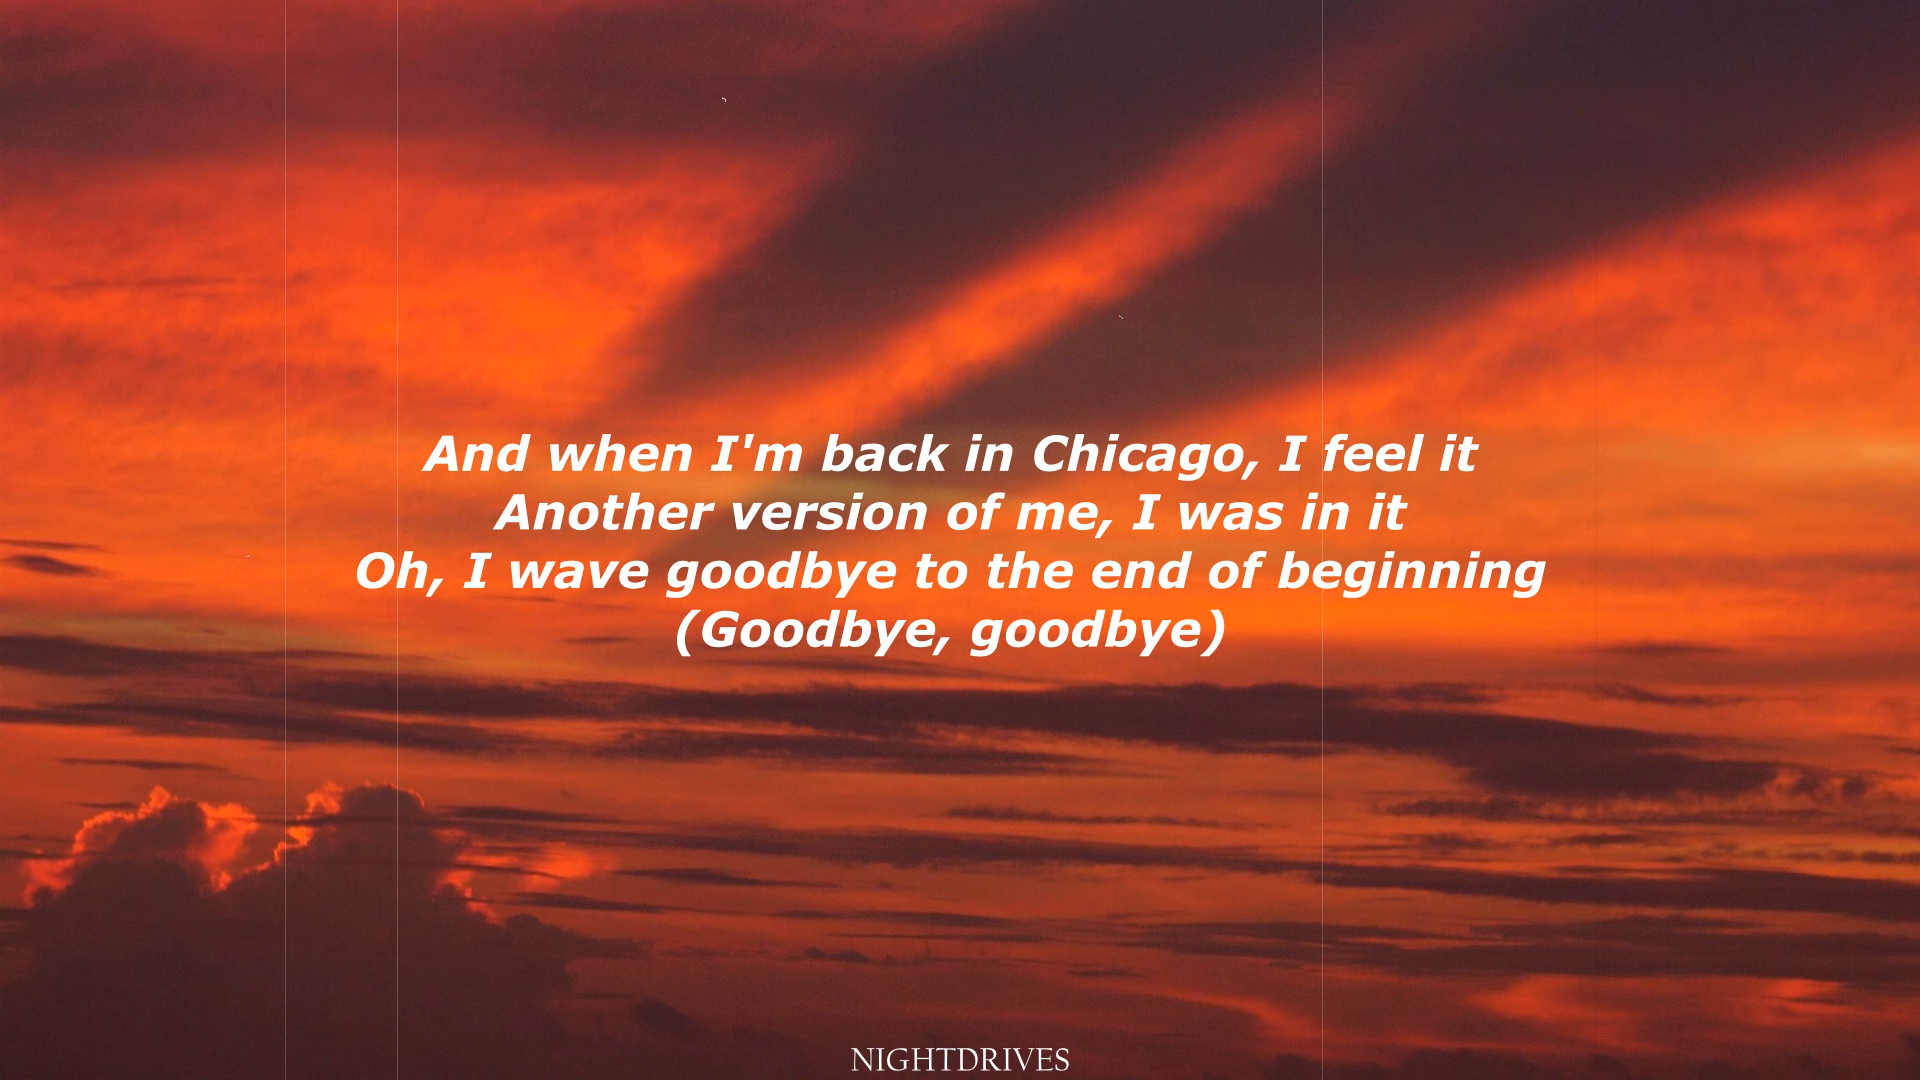 And when I'm back in Chicago, I feel it
Another version of me, I was in it
Oh, I wave goodbye to the end of beginning
(Goodbye, goodbye)
NIGHTDRIVES